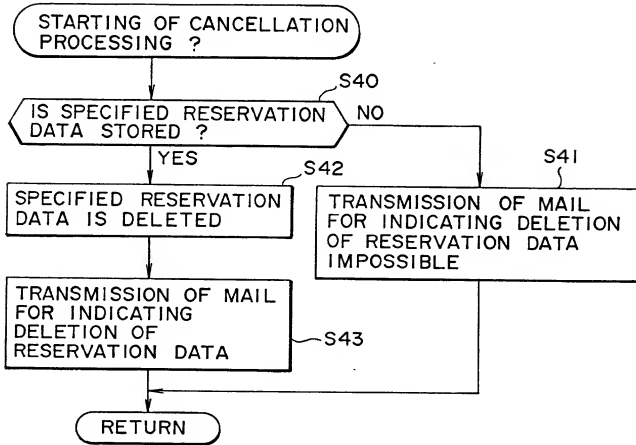 STARTING OF CANCELLATION
PROCESSING ?
S40
IS SPECIFIED RESERVATION
DATA STORED ?
NO
YES
S42
S41
SPECIFIED RESERVATION
DATA IS DELETED
TRANSMISSION OF MAIL
FOR INDICATING DELETION
OF RESERVATION DATA
IMPOSSIBLE
TRANSMISSION OF MAIL
FOR INDICATING
DELETION OF
RESERVATION DATA
S43
RETURN